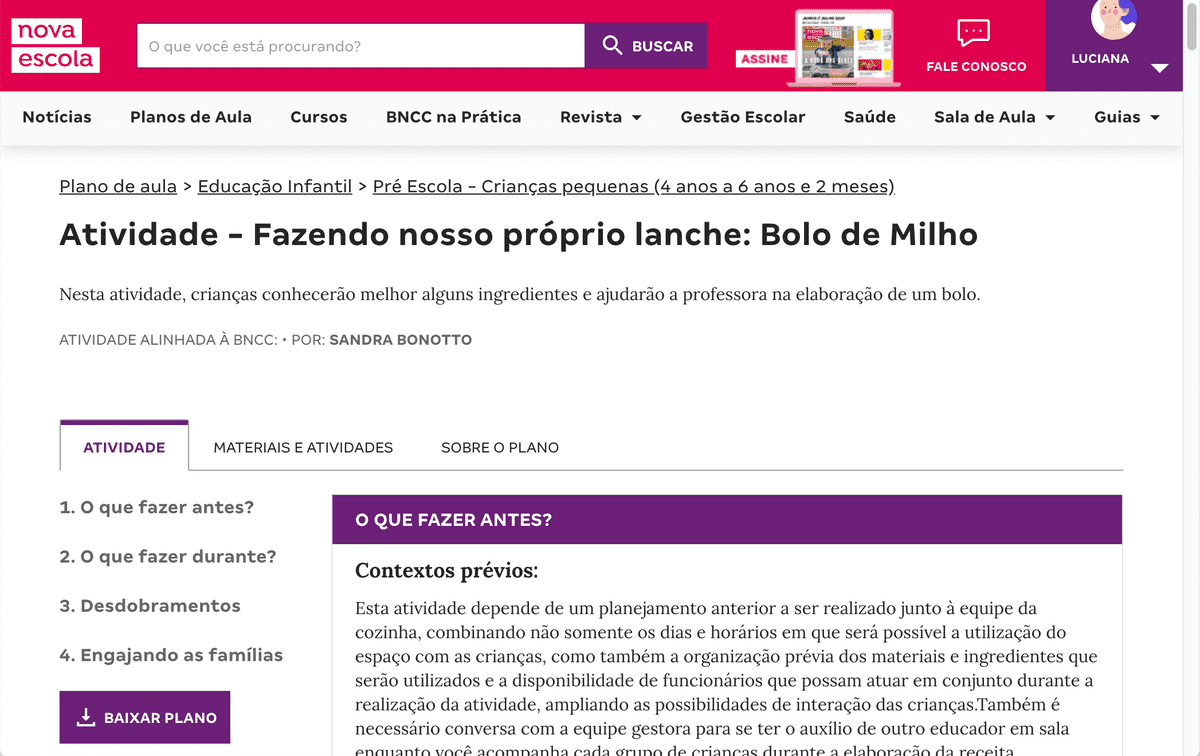 nova
escola
O que você está procurando?
BUSCAR
ASSINE
JUNHO / JULHO 2019
nova
escola
A HORA DOS BEBÊS
FALE CONOSCO
LUCIANA
Notícias
Planos de Aula
Cursos
BNCC na Prática
Revista
Gestão Escolar
Saúde
Sala de Aula
Guias
Plano de aula > Educação Infantil > Pré Escola - Crianças pequenas (4 anos a 6 anos e 2 meses)
Atividade - Fazendo nosso próprio lanche: Bolo de Milho
Nesta atividade, crianças conhecerão melhor alguns ingredientes e ajudarão a professora na elaboração de um bolo.
ATIVIDADE ALINHADA À BNCC: • POR: SANDRA BONOTTO
ATIVIDADE
MATERIAIS E ATIVIDADES
SOBRE O PLANO
1. O que fazer antes?
2. O que fazer durante?
3. Desdobramentos
4. Engajando as famílias
BAIXAR PLANO
O QUE FAZER ANTES?
Contextos prévios:
Esta atividade depende de um planejamento anterior a ser realizado junto à equipe da
cozinha, combinando não somente os dias e horários em que será possível a utilização do
espaço com as crianças, como também a organização prévia dos materiais e ingredientes que
serão utilizados e a disponibilidade de funcionários que possam atuar em conjunto durante a
realização da atividade, ampliando as possibilidades de interação das crianças.Também é
necessário conversa com a equipe gestora para se ter o auxílio de outro educador em sala
enquanto você acompanha cada grupo de crianças durante a elaboração da receita.